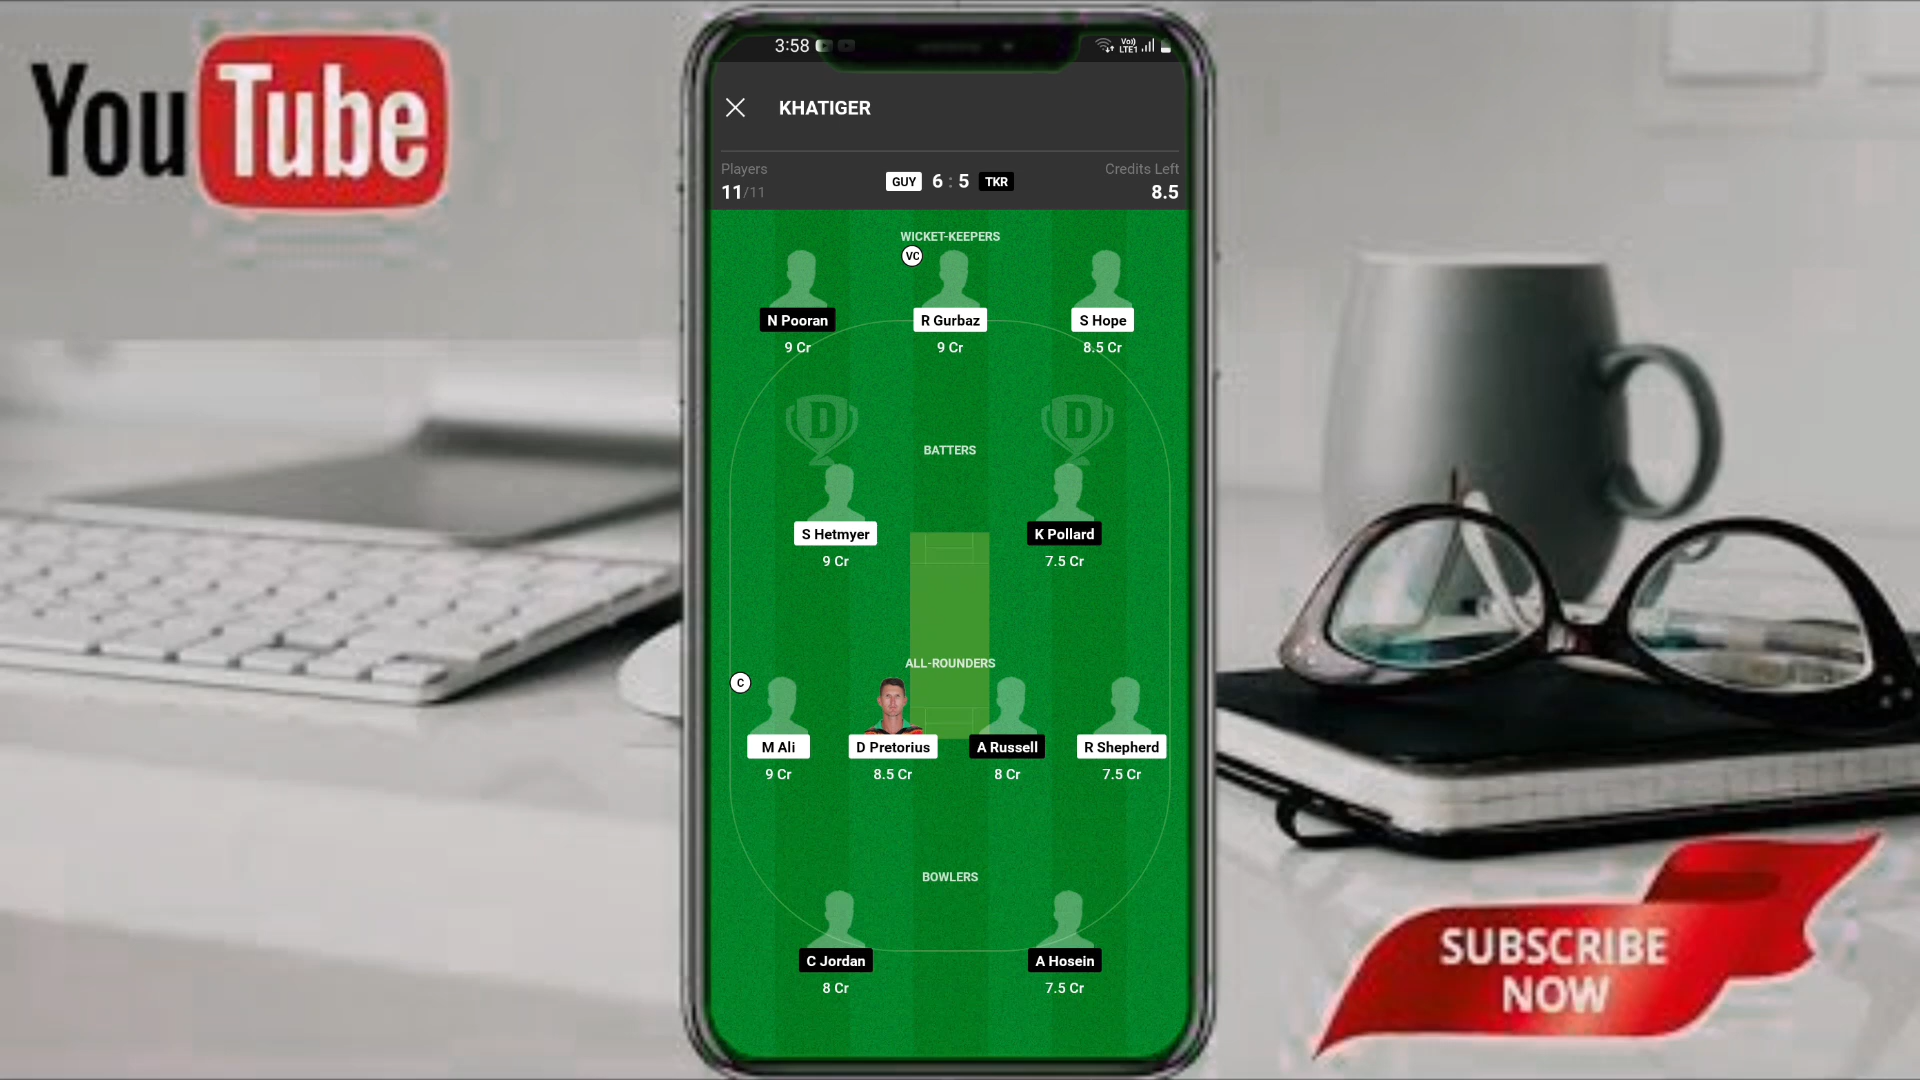 YouTube
3:58
Vo)
LTE1
KHATIGER
Players
11/11
GUY 6 : 5 TKR
Credits Left
8.5
WICKET-KEEPERS
VC
N Pooran
R Gurbaz
S Hope
9 Cr
9 Cr
8.5 Cr
D
D
BATTERS
S Hetmyer
K Pollard
9 Cr
7.5 Cr
ALL-ROUNDERS
C
M Ali
D Pretorius
A Russell
R Shepherd
9 Cr
8.5 Cr
8 Cr
7.5 Cr
BOWLERS
C Jordan
A Hosein
8 Cr
7.5 Cr
SUBSCRIBE
NOW